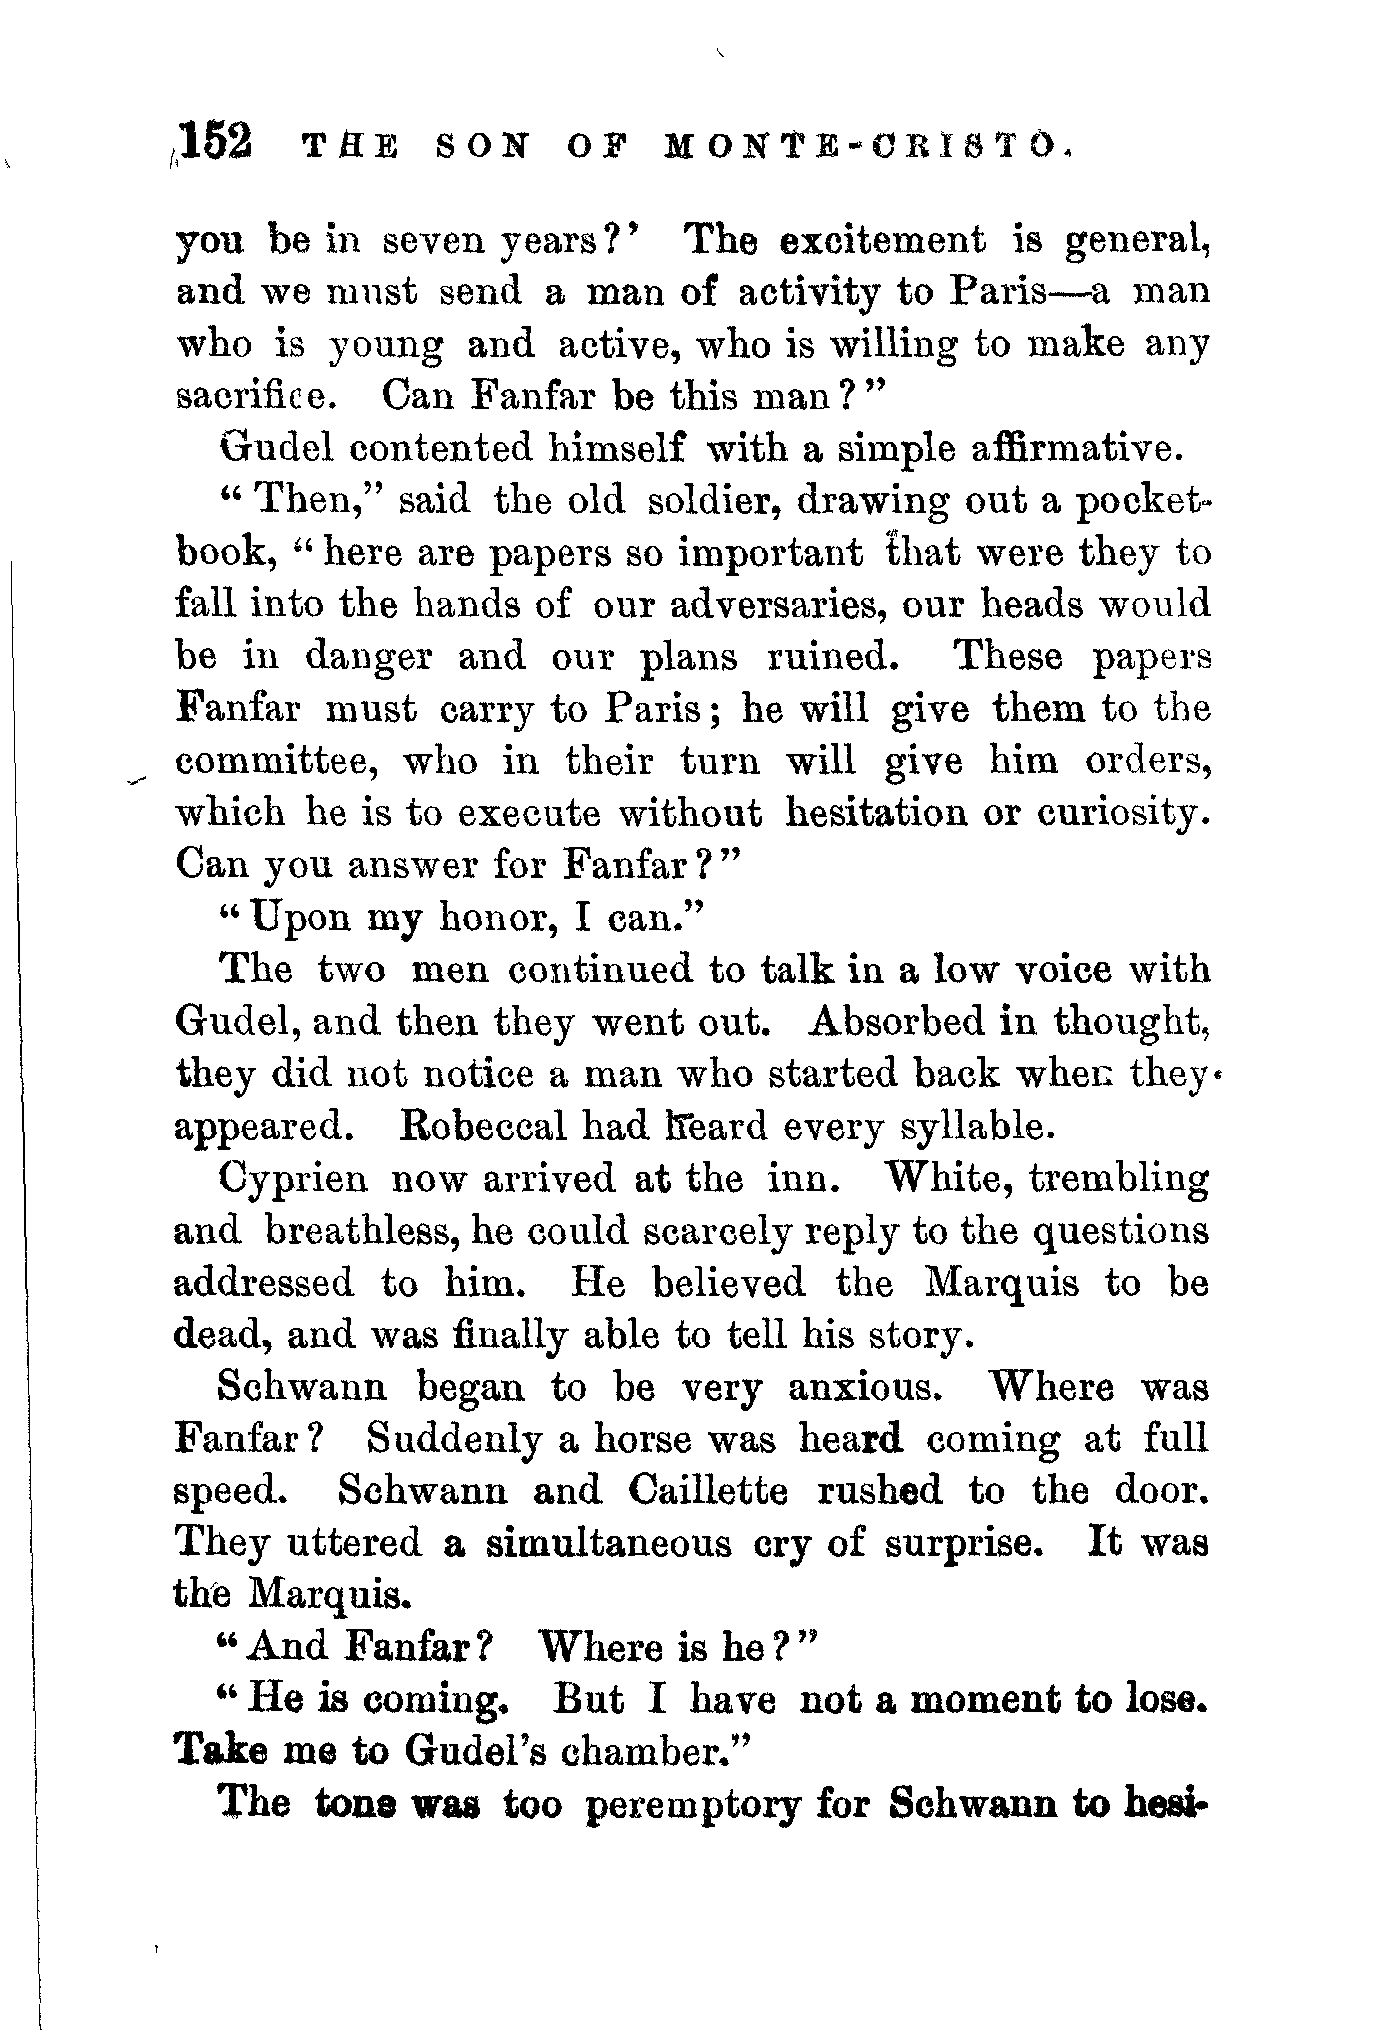 152 THE SON OF MONTE-CRISTO.
you be in seven years?’ The excitement is general,
and we must send a man of activity to Paris—a man
who is young and active, who is willing to make any
sacrifice. Can Fanfar be this man?”
Gudel contented himself with a simple affirmative.
“Then,” said the old soldier, drawing out a pocket-
book, “here are papers so important that were they to
fall into the hands of our adversaries, our heads would
be in danger and our plans ruined. These papers
Fanfar must carry to Paris; he will give them to the
committee, who in their turn will give him orders,
which he is to execute without hesitation or curiosity.
Can you answer for Fanfar?”
“Upon my honor, I can.”
The two men continued to talk in a low voice with
Gudel, and then they went out. Absorbed in thought,
they did not notice a man who started back when they
appeared. Robeccal had heard every syllable.
Cyprien now arrived at the inn. White, trembling
and breathless, he could scarcely reply to the questions
addressed to him. He believed the Marquis to be
dead, and was finally able to tell his story.
Schwann began to be very anxious. Where was
Fanfar? Suddenly a horse was heard coming at full
speed. Schwann and Caillette rushed to the door.
They uttered a simultaneous cry of surprise. It was
the Marquis.
“And Fanfar? Where is he?”
“He is coming. But I have not a moment to lose.
Take me to Gudel’s chamber.”
The tone was too peremptory for Schwann to hesi-